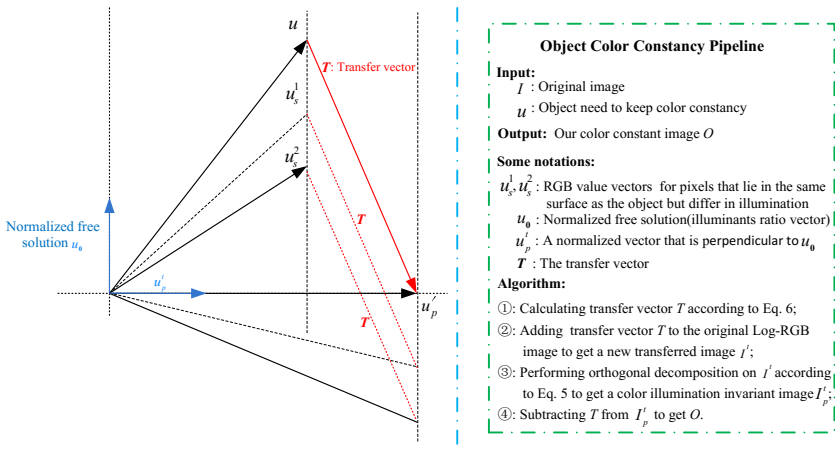 u
T: Transfer vector
u_s^1
u_s^2
T
Normalized free
solution u_0
u_p^t
T
u_p'
Object Color Constancy Pipeline
Input:
I : Original image
u : Object need to keep color constancy
Output: Our color constant image O
Some notations:
u_s^1, u_s^2 : RGB value vectors for pixels that lie in the same
surface as the object but differ in illumination
u_0 : Normalized free solution(illuminants ratio vector)
u_p^t : A normalized vector that is perpendicular to u_0
T : The transfer vector
Algorithm:
①: Calculating transfer vector T according to Eq. 6;
②: Adding transfer vector T to the original Log-RGB
image to get a new transferred image I^t;
③: Performing orthogonal decomposition on I^t according
to Eq. 5 to get a color illumination invariant image I_p^t;
④: Subtracting T from I_p^t to get O.